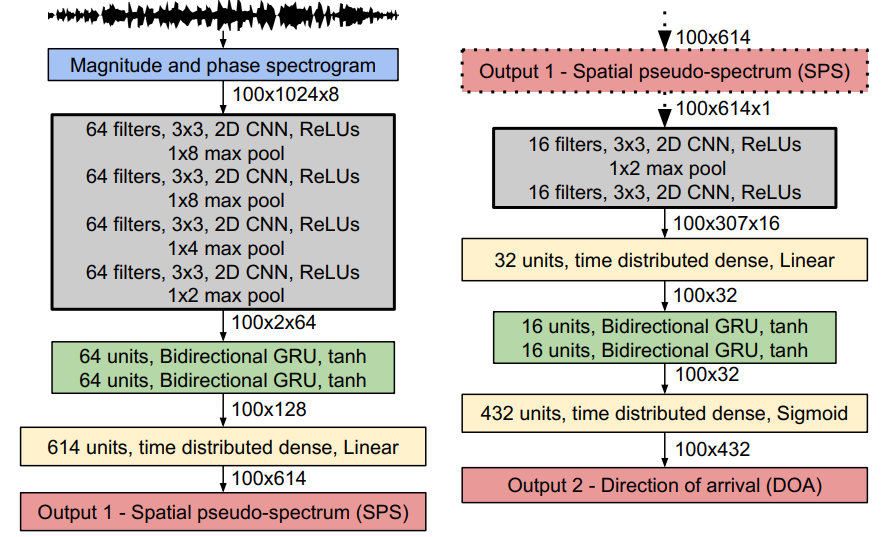 Magnitude and phase spectrogram
100x1024x8
64 filters, 3x3, 2D CNN, ReLUs
1x8 max pool
64 filters, 3x3, 2D CNN, ReLUs
1x8 max pool
64 filters, 3x3, 2D CNN, ReLUs
1x4 max pool
64 filters, 3x3, 2D CNN, ReLUs
1x2 max pool
100x2x64
64 units, Bidirectional GRU, tanh
64 units, Bidirectional GRU, tanh
100x128
614 units, time distributed dense, Linear
100x614
Output 1 - Spatial pseudo-spectrum (SPS)
100x614
Output 1 - Spatial pseudo-spectrum (SPS)
100x614x1
16 filters, 3x3, 2D CNN, ReLUs
1x2 max pool
16 filters, 3x3, 2D CNN, ReLUs
100x307x16
32 units, time distributed dense, Linear
100x32
16 units, Bidirectional GRU, tanh
16 units, Bidirectional GRU, tanh
100x32
432 units, time distributed dense, Sigmoid
100x432
Output 2 - Direction of arrival (DOA)